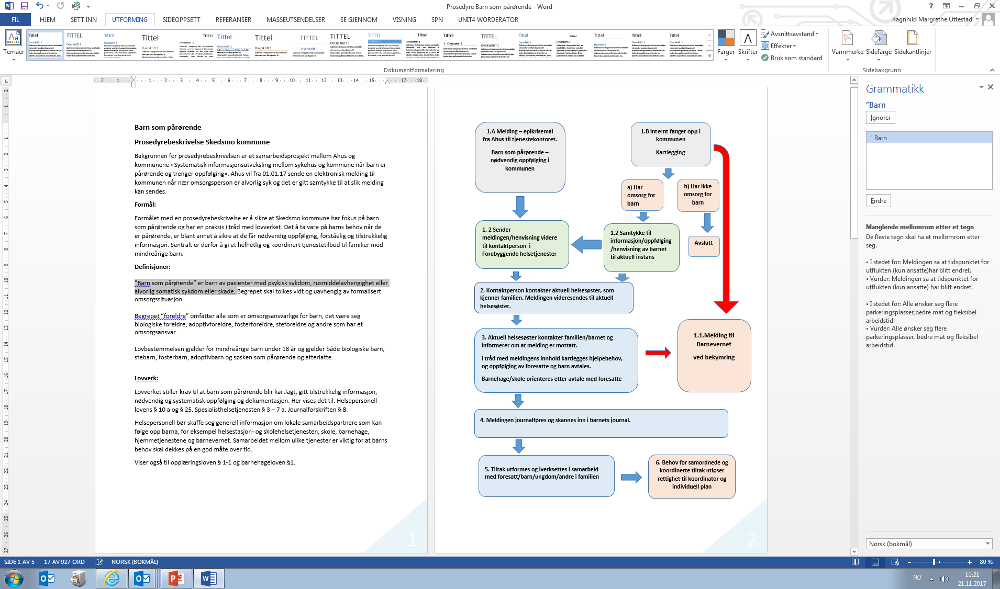 Prosedyre Barn som pårørende - Word
FIL HJEM SETT INN UTFORMING SIDEOPPSETT REFERANSER MASSEUTSENDELSER SE GJENNOM VISNING SPN UNIT4 WORDERATOR
Ragnhild Margrethe Ottestad
Temaer
Tittel TITTEL Tittel Tittel TITTEL Tittel Tittel TITTEL TITTEL TITTEL Tittel Tittel TITTEL Tittel Tittel Tittel Tittel Tittel
Farger Skrifter
Avsnittsavstand
Effekter
Bruk som standard
Vannmerke Sidefarge Sidekantlinjer
Dokumentformatering
Sidebakgrunn
2 1 1 2 3 4 5 6 7 8 9 10 11 12 13 14 15 17 18
Barn som pårørende
Prosedyrebeskrivelse Skedsmo kommune
Bakgrunnen for prosedyrebeskrivelsen er et samarbeidsprosjekt mellom Ahus og
kommunene «Systematisk informasjonsutveksling mellom sykehus og kommune når barn er
pårørende og trenger oppfølging». Ahus vil fra 01.01.17 sende en elektronisk melding til
kommunen når nær omsorgsperson er alvorlig syk og det er gitt samtykke til at slik melding
kan sendes.
Formål:
Formålet med en prosedyrebeskrivelse er å sikre at Skedsmo kommune har fokus på barn
som pårørende og har en praksis i tråd med lovverket. Det å ta vare på barns behov når de
er pårørende, er blant annet å sikre at de får nødvendig oppfølging, forståelig og tilstrekkelig
informasjon. Sentralt er derfor å gi et helhetlig og koordinert tjenestetilbud til familier med
mindreårige barn.
Definisjoner:
”Barn som pårørende” er barn av pasienter med psykisk sykdom, rusmiddelavhengighet eller
alvorlig somatisk sykdom eller skade. Begrepet skal tolkes vidt og uavhengig av formalisert
omsorgssituasjon.
Begrepet ”foreldre” omfatter alle som er omsorgsansvarlige for barn, det være seg
biologiske foreldre, adoptivforeldre, fosterforeldre, steforeldre og andre som har et
omsorgsansvar.
Lovbestemmelsen gjelder for mindreårige barn under 18 år og gjelder både biologiske barn,
stebarn, fosterbarn, adoptivbarn og søsken som pårørende og etterlatte.
Lovverk:
Lovverket stiller krav til at barn som pårørende blir kartlagt, gitt tilstrekkelig informasjon,
nødvendig og systematisk oppfølging og dokumentasjon. Her vises det til: Helsepersonell
lovens § 10 a og § 25. Spesialisthelsetjenesten § 3 – 7 a. Journalforskriften § 8.
Helsepersonell bør skaffe seg generell informasjon om lokale samarbeidspartnere som kan
følge opp barna, for eksempel helsestasjon- og skolehelsetjenesten, skole, barnehage,
hjemmetjenestene og barnevernet. Samarbeidet mellom ulike tjenester er viktig for at barns
behov skal dekkes på en god måte over tid.
Viser også til opplæringsloven § 1-1 og barnehageloven §1.
1
1.A Melding – epikrisemal
fra Ahus til tjenestekontoret.
Barn som pårørende –
nødvendig oppfølging i
kommunen
1.B Internt fanget opp i
kommunen
Kartlegging
a) Har
omsorg for
barn
b) Har ikke
omsorg for
barn
1. 2 Sender
meldingen/henvisning videre
til kontaktperson i
Forebyggende helsetjenester
1.2 Samtykke til
informasjon/oppfølging
/henvisning av barnet
til aktuell instans
Avslutt
2. Kontaktperson kontakter aktuell helsesøster, som
kjenner familien. Meldingen videresendes til aktuell
helsesøster.
3. Aktuell helsesøster kontakter familien/barnet og
informerer om at melding er mottatt.
I tråd med meldingens innhold kartlegges hjelpebehov,
og oppfølging av foresatte og barn avtales.
Barnehage/skole orienteres etter avtale med foresatte
1.1.Melding til
Barnevernet
ved bekymring
4. Meldingen journalføres og skannes inn i barnets journal.
5. Tiltak utformes og iverksettes i samarbeid
med foresatt/barn/ungdom/andre i familien
6. Behov for samordnede og
koordinerte tiltak utløser
rettighet til koordinator og
individuell plan
2
Grammatikk
”Barn
Ignorer
” Barn
Endre
Manglende mellomrom etter et tegn
De fleste tegn skal ha et mellomrom etter
seg.
• I stedet for: Meldingen sa at tidspunktet for
utflukten (kun ansatte)har blitt endret.
• Vurder: Meldingen sa at tidspunktet for
utflukten (kun ansatte) har blitt endret.
• I stedet for: Alle ønsker seg flere
parkeringsplasser,bedre mat og fleksibel
arbeidstid.
• Vurder: Alle ønsker seg flere
parkeringsplasser, bedre mat og fleksibel
arbeidstid.
Norsk (bokmål)
SIDE 1 AV 5 17 AV 927 ORD NORSK (BOKMÅL)
80 %
NO
11:21
21.11.2017